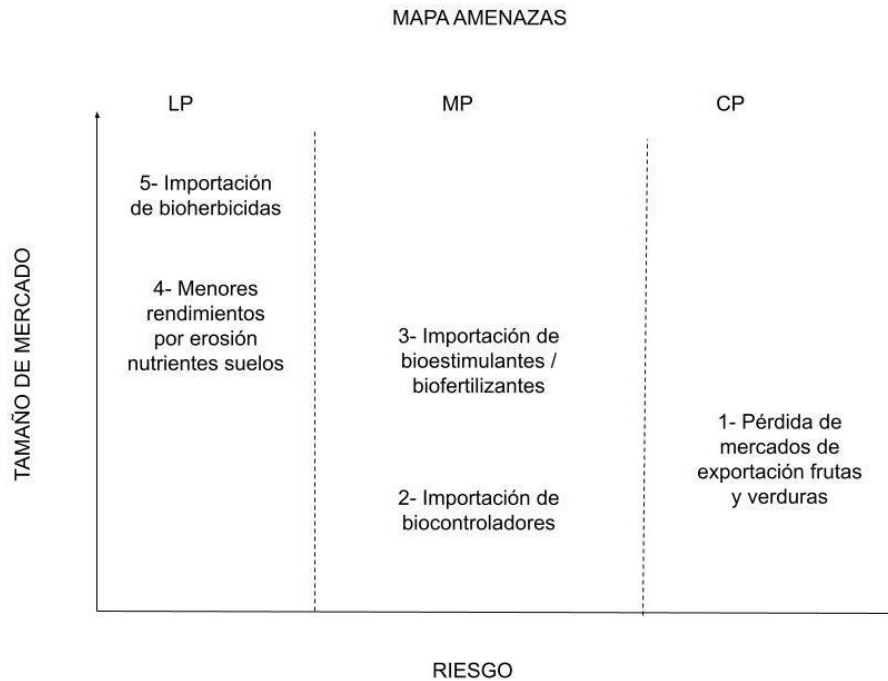 MAPA AMENAZAS
LP
MP
CP
TAMAÑO DE MERCADO
5- Importación
de bioherbicidas
4- Menores
rendimientos
por erosión
nutrientes suelos
3- Importación de
bioestimulantes /
biofertilizantes
2- Importación de
biocontroladores
1- Pérdida de
mercados de
exportación frutas
y verduras
RIESGO